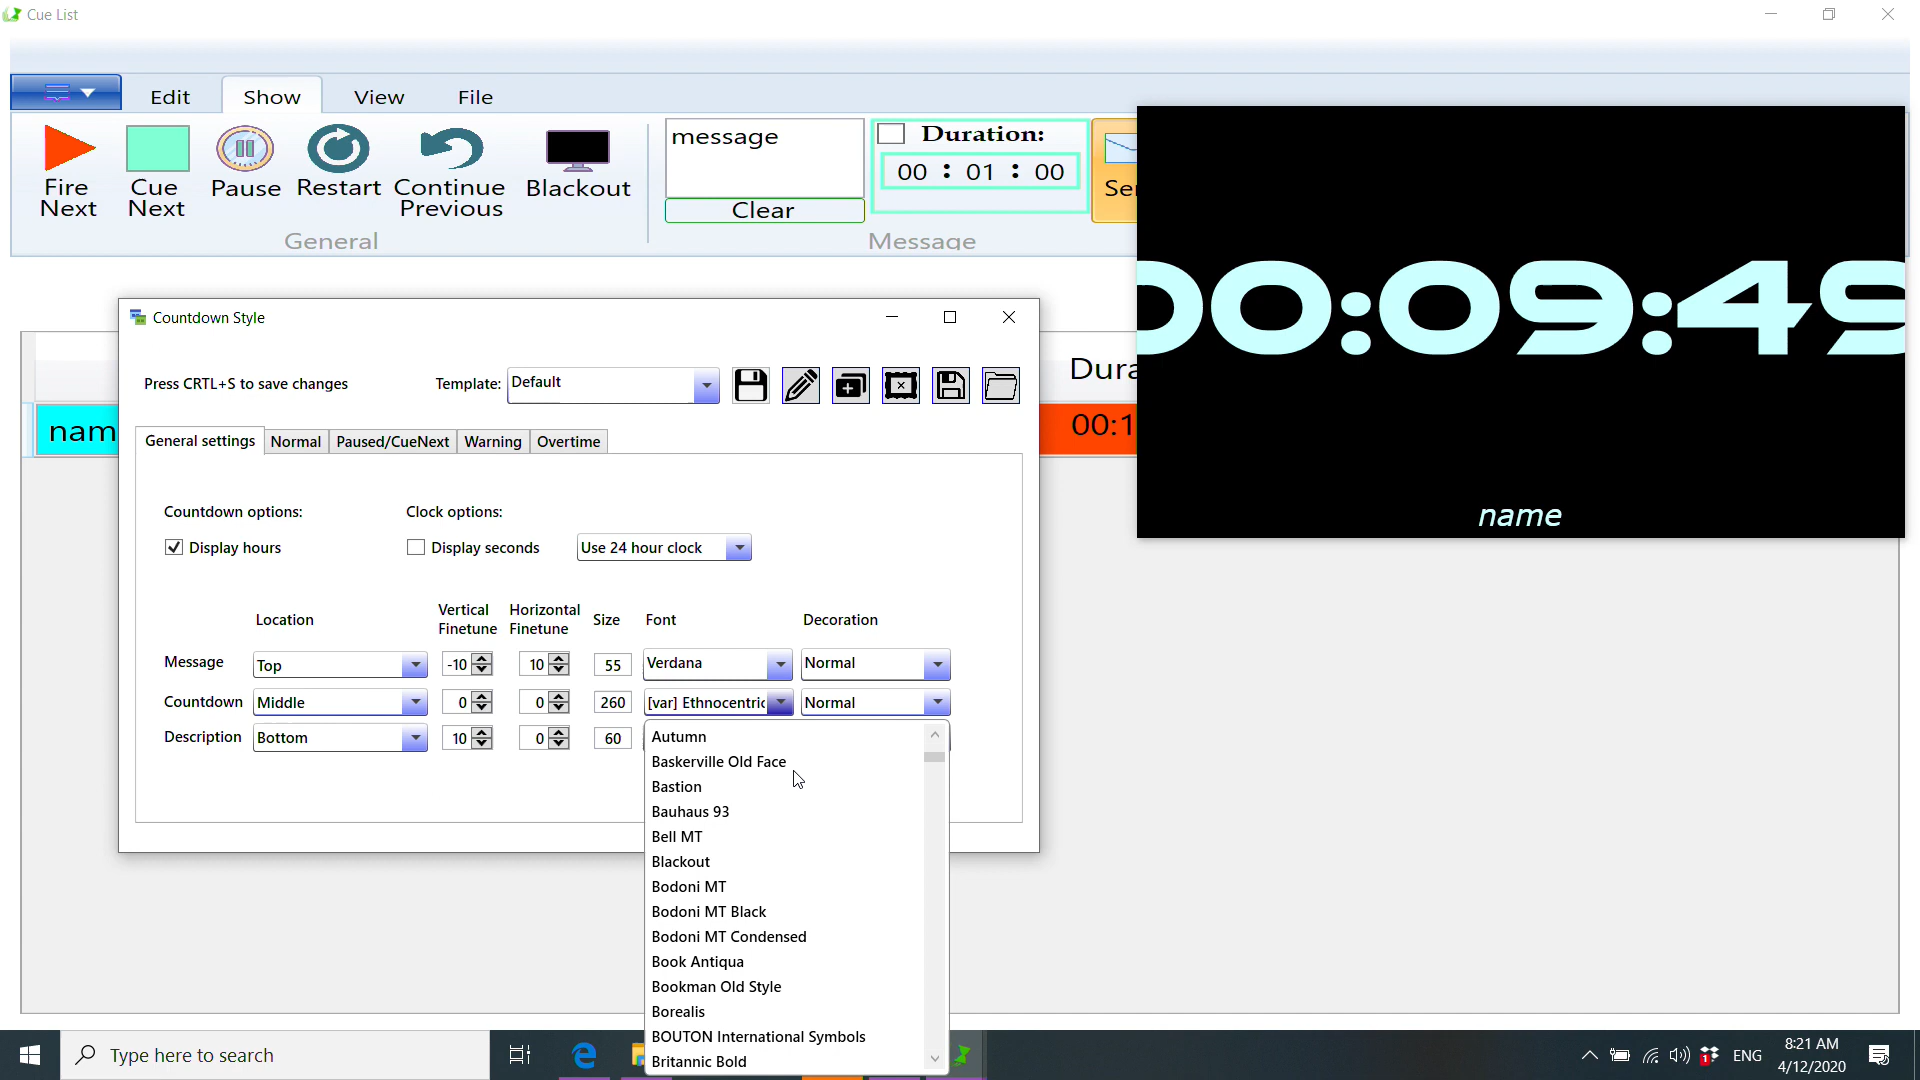 Cue List
Edit
Show
View
File
Fire
Next
Cue
Next
Pause
Restart
Continue
Previous
Blackout
General
message
Clear
Duration:
00 : 01 : 00
Message
00:09:49
name
Countdown Style
Press CRTL+S to save changes
Template:
Default
General settings
Normal
Paused/CueNext
Warning
Overtime
Countdown options:
Clock options:
Display hours
Display seconds
Use 24 hour clock
Location
Vertical
Finetune
Horizontal
Finetune
Size
Font
Decoration
Message
Top
-10
10
55
Verdana
Normal
Countdown
Middle
0
0
260
[var] Ethnocentric
Normal
Description
Bottom
10
0
60
Autumn
Baskerville Old Face
Bastion
Bauhaus 93
Bell MT
Blackout
Bodoni MT
Bodoni MT Black
Bodoni MT Condensed
Book Antiqua
Bookman Old Style
Borealis
BOUTON International Symbols
Britannic Bold
Type here to search
1
ENG
8:21 AM
4/12/2020